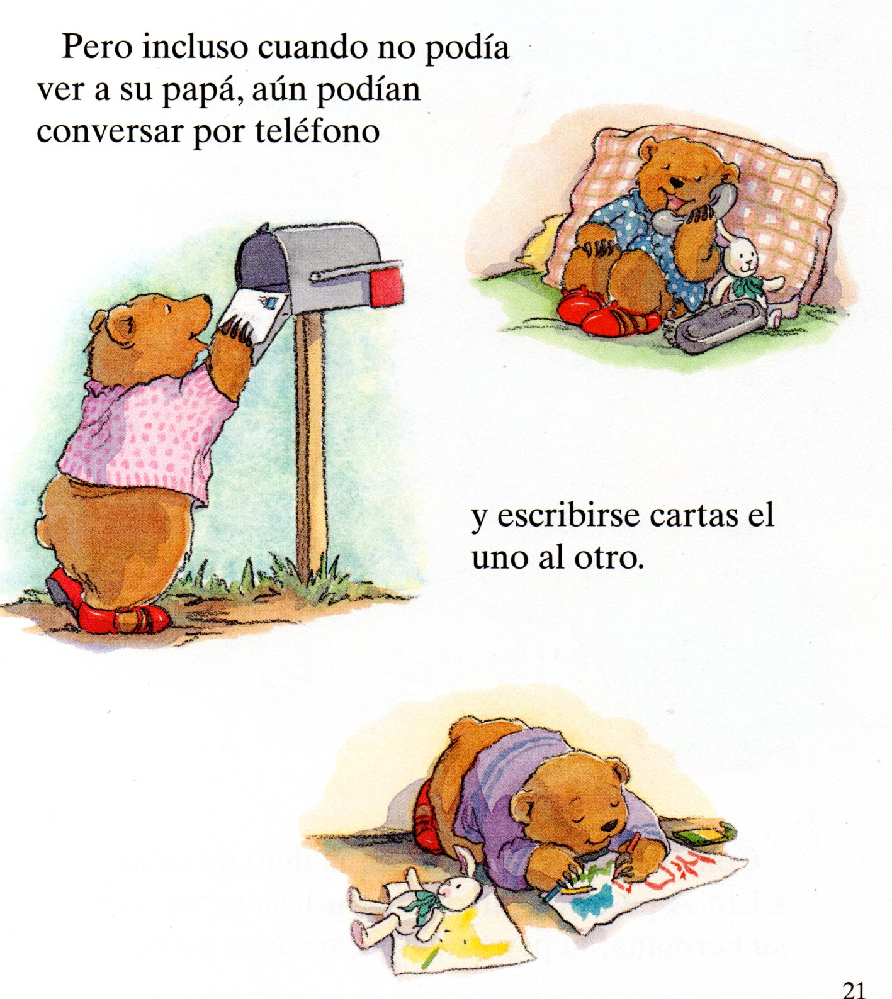 Pero incluso cuando no podía
ver a su papá, aún podían
conversar por teléfono
y escribirse cartas el
uno al otro.
21